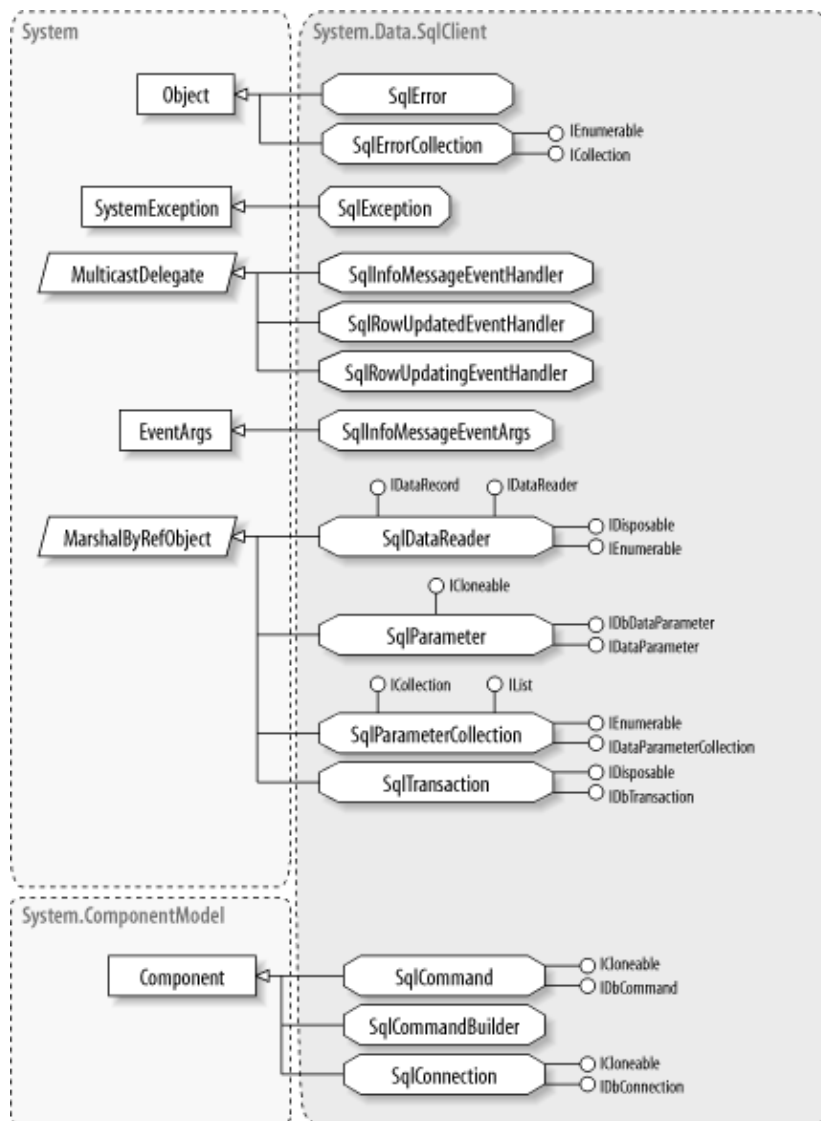 System
System.Data.SqlClient
Object
SqlError
SqlErrorCollection
IEnumerable
ICollection
SystemException
SqlException
MulticastDelegate
SqlInfoMessageEventHandler
SqlRowUpdatedEventHandler
SqlRowUpdatingEventHandler
EventArgs
SqlInfoMessageEventArgs
IDataRecord
IDataReader
MarshalByRefObject
SqlDataReader
IDisposable
IEnumerable
ICloneable
SqlParameter
IDbDataParameter
IDataParameter
ICollection
IList
SqlParameterCollection
IEnumerable
IDataParameterCollection
SqlTransaction
IDisposable
IDbTransaction
System.ComponentModel
Component
SqlCommand
ICloneable
IDbCommand
SqlCommandBuilder
SqlConnection
ICloneable
IDbConnection